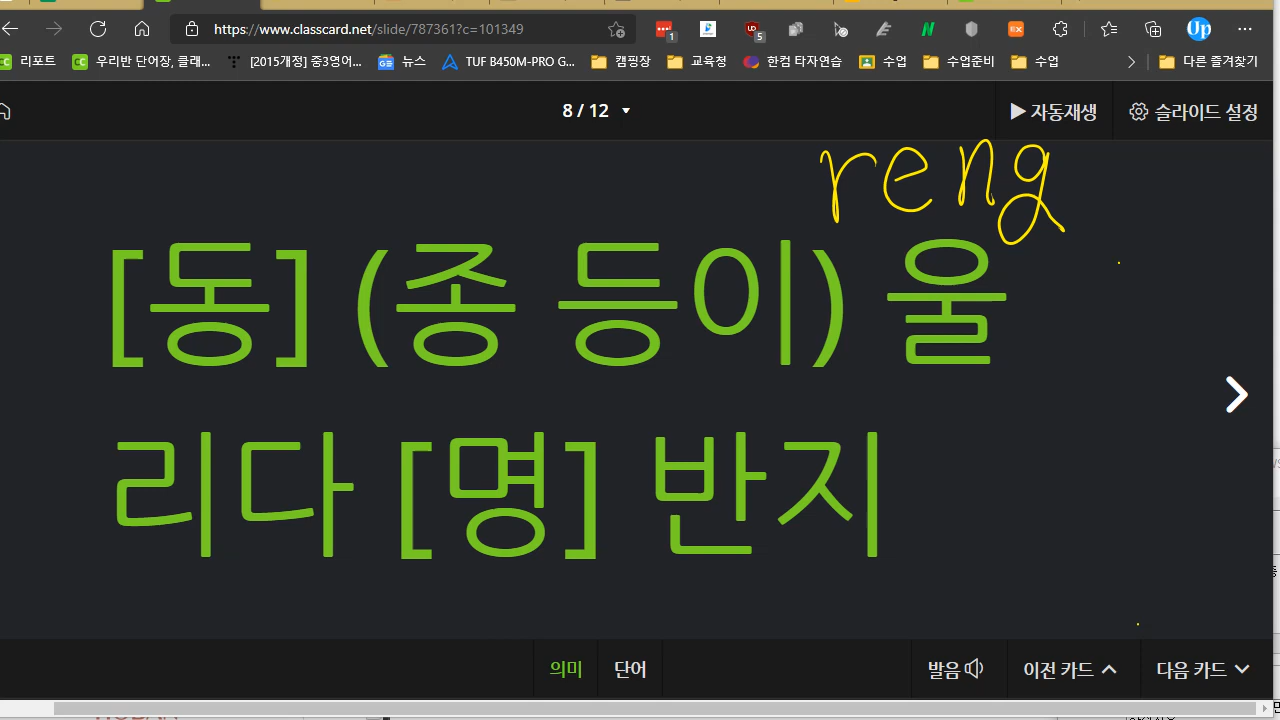 https://www.classcard.net/slide/787361?c=101349
1
5
Up
리포트
우리반 단어장, 클래...
[2015개정] 중3영어...
뉴스
TUF B450M-PRO G...
캠핑장
교육청
한컴 타자연습
수업
수업준비
수업
다른 즐겨찾기
8 / 12
자동재생
슬라이드 설정
reng
[동] (종 등이) 울
리다 [명] 반지
의미
단어
발음
이전 카드
다음 카드